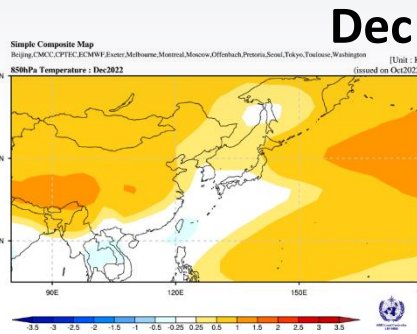 Dec
Simple Composite Map
Beijing,CMCC,CPTEC,ECMWF,Exeter,Melbourne,Montreal,Moscow,Offenbach,Pretoria,Seoul,Tokyo,Toulouse,Washington
[Unit : K
850hPa Temperature : Dec2022
(issued on Oct2022
N
N
N
90E
120E
150E
-3.5 -3 -2.5 -2 -1.5 -1 -0.5 -0.25 0.25 0.5 1 1.5 2 2.5 3 3.5